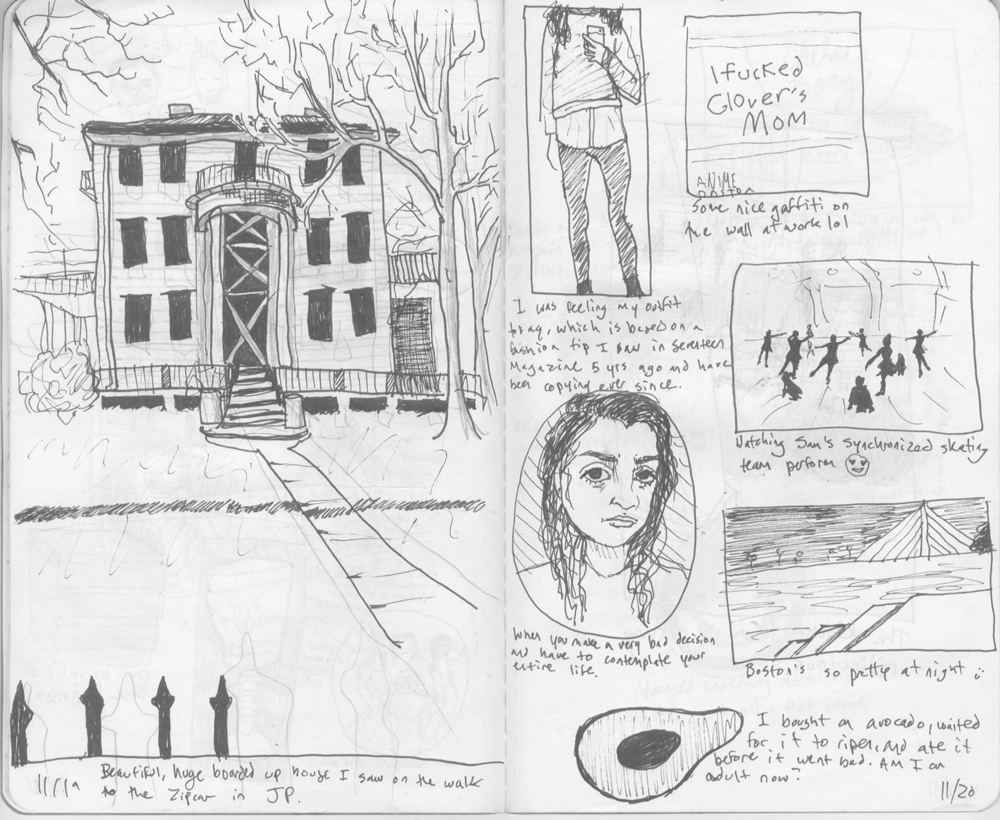 11/19
Beautiful, huge boarded up house I saw on the walk
to the Zipcar in JP.
I was feeling my outfit
today, which is based on a
fashion tip I saw in Seventeen
Magazine 5 yrs ago and have
been copying ever since.
I fucked
Glover's
Mom
ANIME
BOSTON
Some nice gaffiti on
the wall at work lol
Watching Sam's synchronized skating
team perform
When you make a very bad decision
and have to contemplate your
entire life.
Boston's so pretty at night :)
I bought an avocado, waited
for it to ripen, and ate it
before it went bad. Am I an
adult now?
11/20